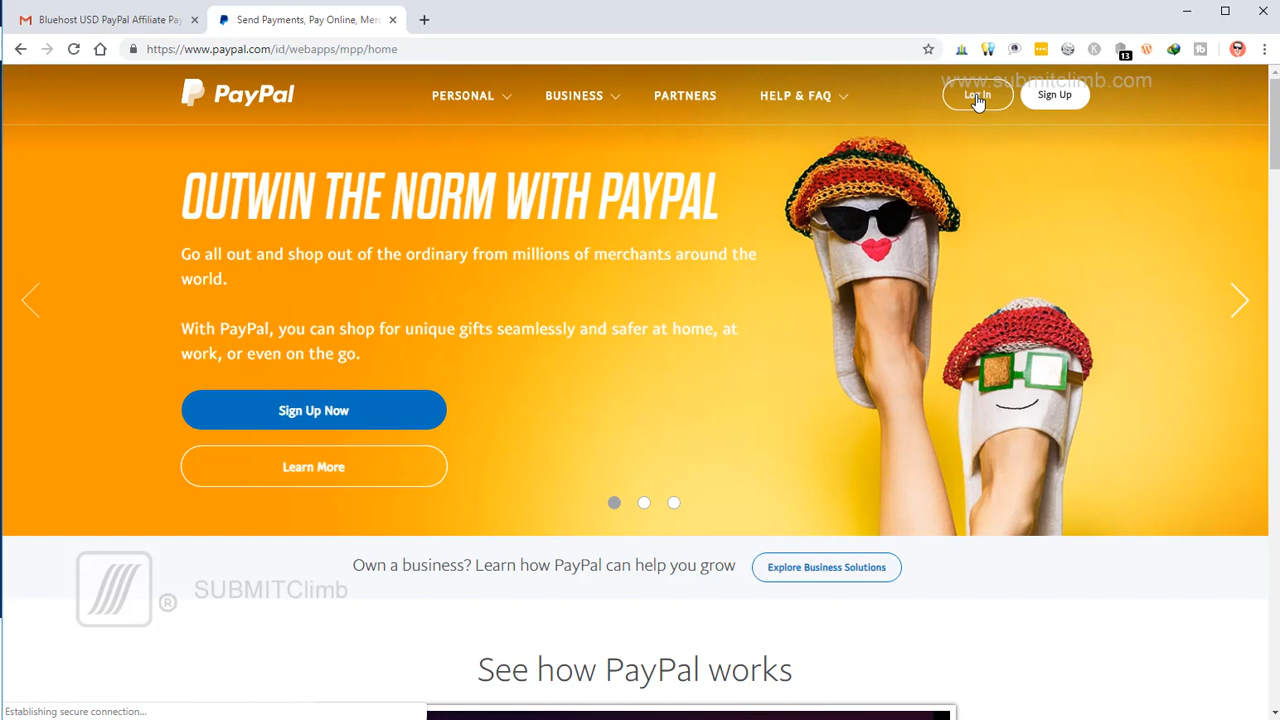 Bluehost USD PayPal Affiliate Pay
Send Payments, Pay Online, Mer
https://www.paypal.com/id/webapps/mpp/home
13
www.submitclimb.com
PayPal
PERSONAL
BUSINESS
PARTNERS
HELP & FAQ
Log In
Sign Up
OUTWIN THE NORM WITH PAYPAL
Go all out and shop out of the ordinary from millions of merchants around the
world.
With PayPal, you can shop for unique gifts seamlessly and safer at home, at
work, or even on the go.
Sign Up Now
Learn More
Own a business? Learn how PayPal can help you grow
Explore Business Solutions
SUBMITClimb
®
See how PayPal works
Establishing secure connection...